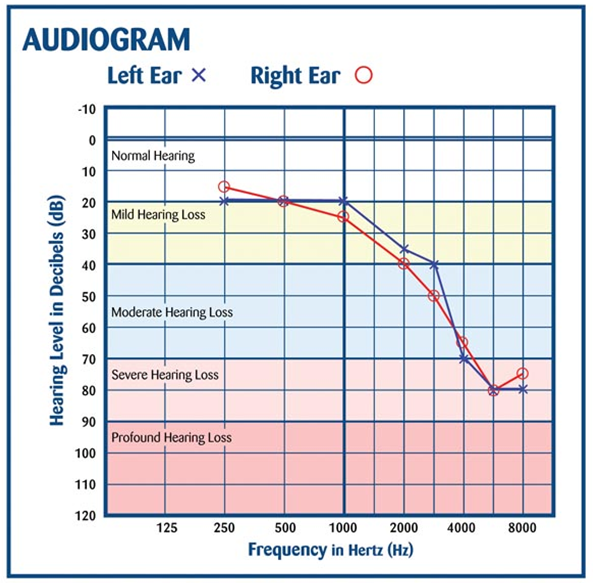 AUDIOGRAM
Left Ear × Right Ear ○
-10
0
Normal Hearing
10
20
Mild Hearing Loss
30
40
50
Moderate Hearing Loss
60
70
Severe Hearing Loss
80
90
Profound Hearing Loss
100
110
120
Hearing Level in Decibels (dB)
125 250 500 1000 2000 4000 8000
Frequency in Hertz (Hz)